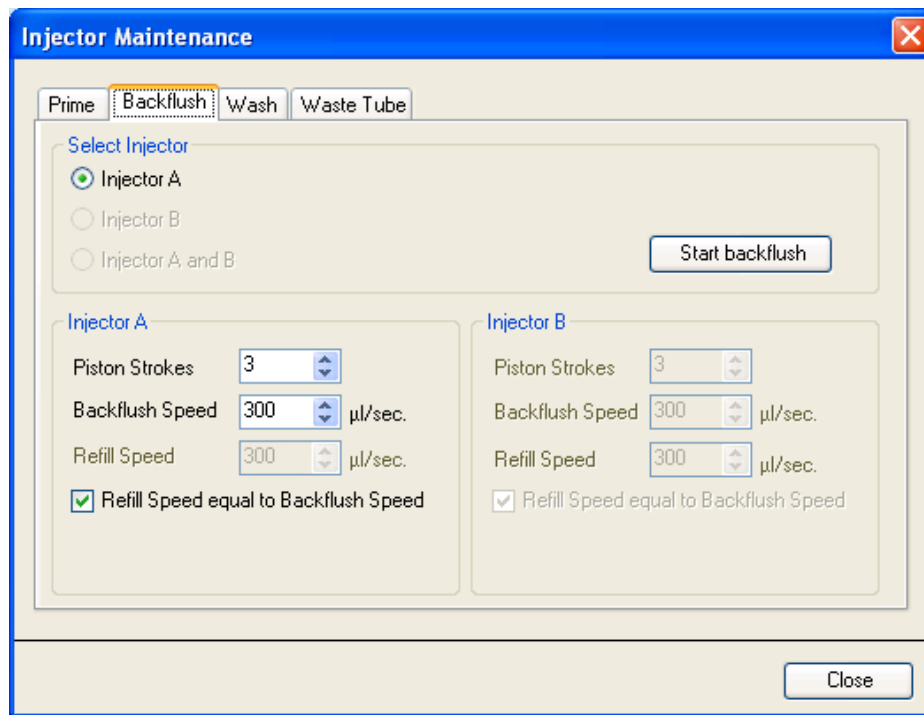 Injector Maintenance
Prime Backflush Wash Waste Tube
Select Injector
Injector A
Injector B
Injector A and B
Start backflush
Injector A
Piston Strokes 3
Backflush Speed 300 µl/sec.
Refill Speed 300 µl/sec.
Refill Speed equal to Backflush Speed
Injector B
Piston Strokes 3
Backflush Speed 300 µl/sec.
Refill Speed 300 µl/sec.
Refill Speed equal to Backflush Speed
Close